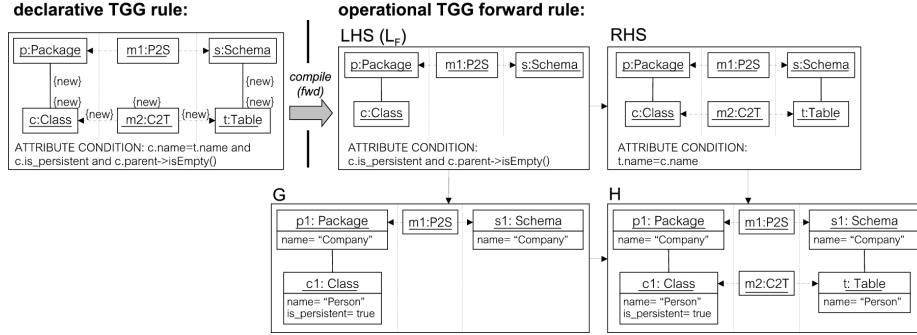 declarative TGG rule:
operational TGG forward rule:
LHS (LF)
RHS
p:Package
m1:P2S
s:Schema
{new}
{new}
{new}
{new}
{new}
{new}
{new}
c:Class
m2:C2T
t:Table
ATTRIBUTE CONDITION: c.name=t.name and
c.is_persistent and c.parent->isEmpty()
compile
(fwd)
p:Package
m1:P2S
s:Schema
c:Class
ATTRIBUTE CONDITION:
c.is_persistent and c.parent->isEmpty()
p:Package
m1:P2S
s:Schema
c:Class
m2:C2T
t:Table
ATTRIBUTE CONDITION:
t.name=c.name
G
p1: Package
name= “Company”
m1:P2S
s1: Schema
name= “Company”
c1: Class
name= “Person”
is_persistent= true
H
p1: Package
name= “Company”
m1:P2S
s1: Schema
name= “Company”
c1: Class
name= “Person”
is_persistent= true
m2:C2T
t: Table
name= “Person”